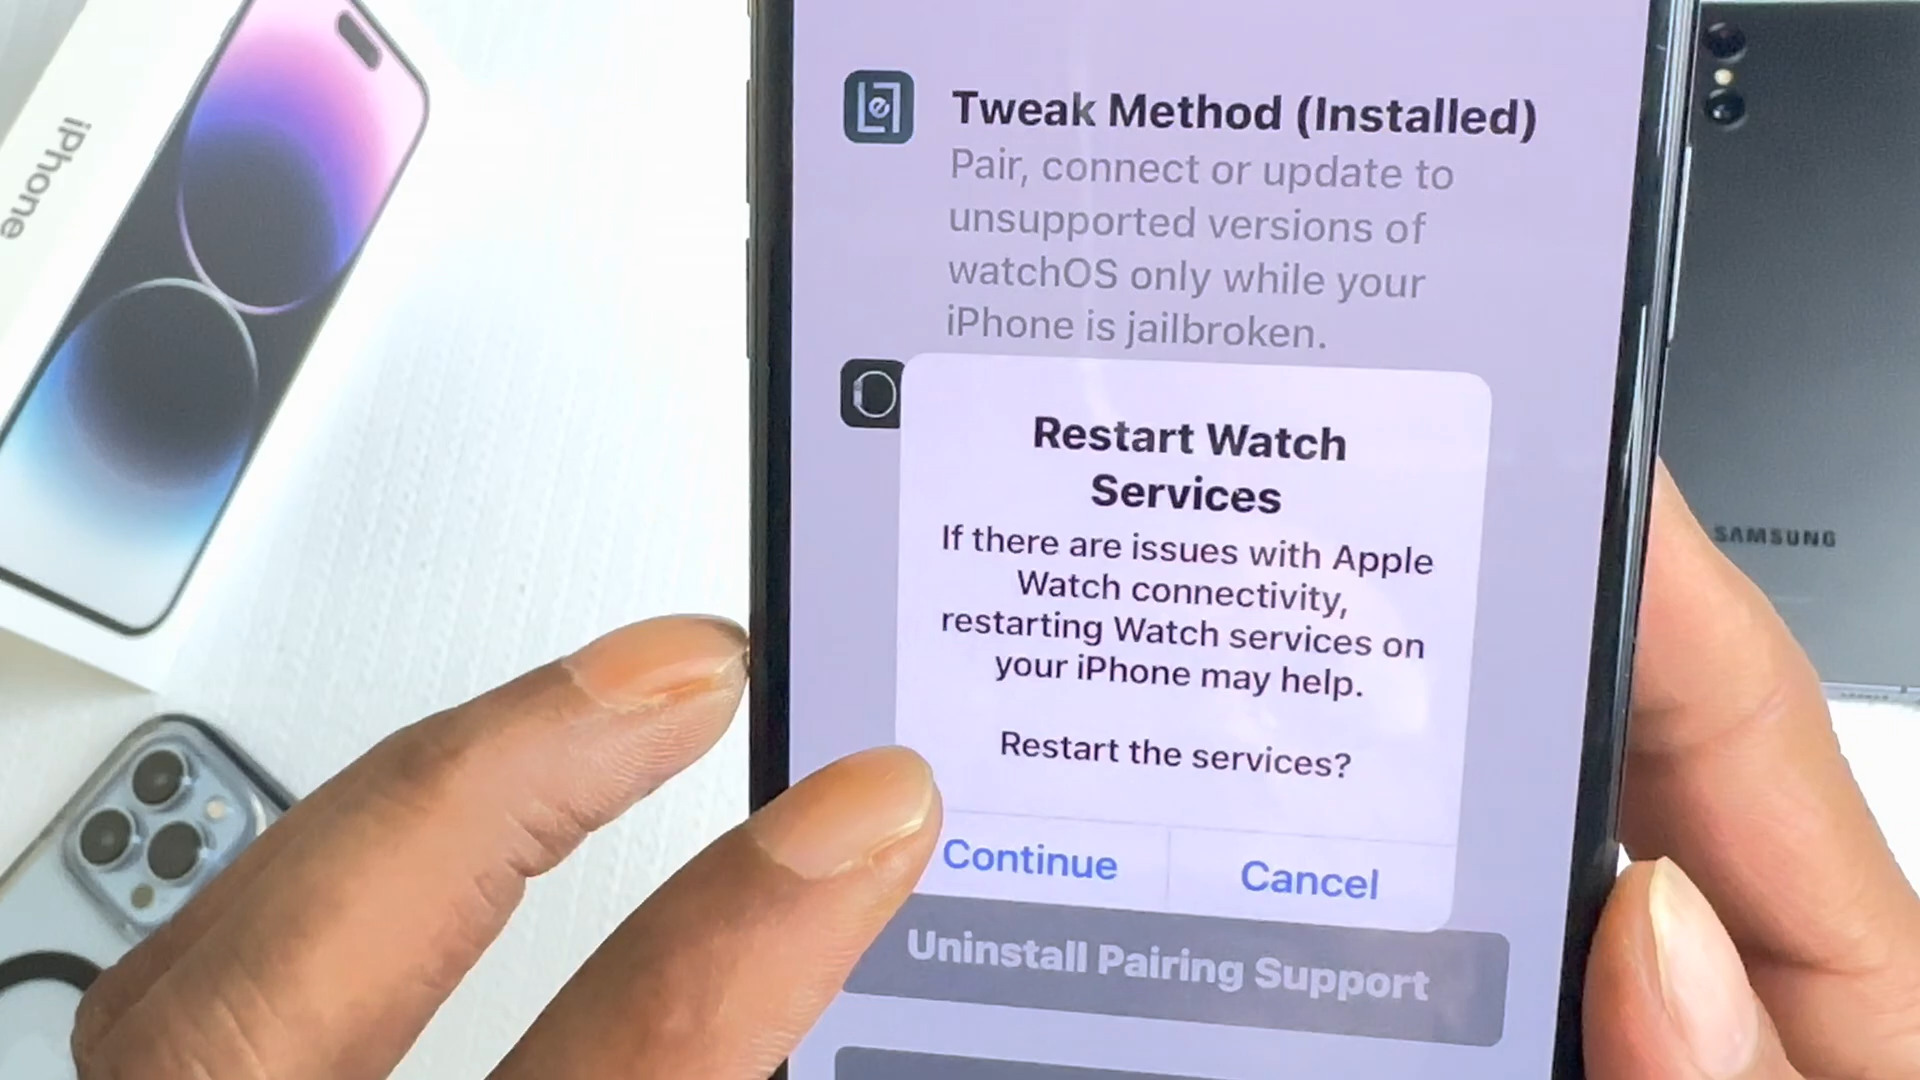 iPhone
Tweak Method (Installed)
Pair, connect or update to
unsupported versions of
watchOS only while your
iPhone is jailbroken.
Restart Watch
Services
If there are issues with Apple
Watch connectivity,
restarting Watch services on
your iPhone may help.
Restart the services?
Continue
Cancel
Uninstall Pairing Support
SAMSUNG